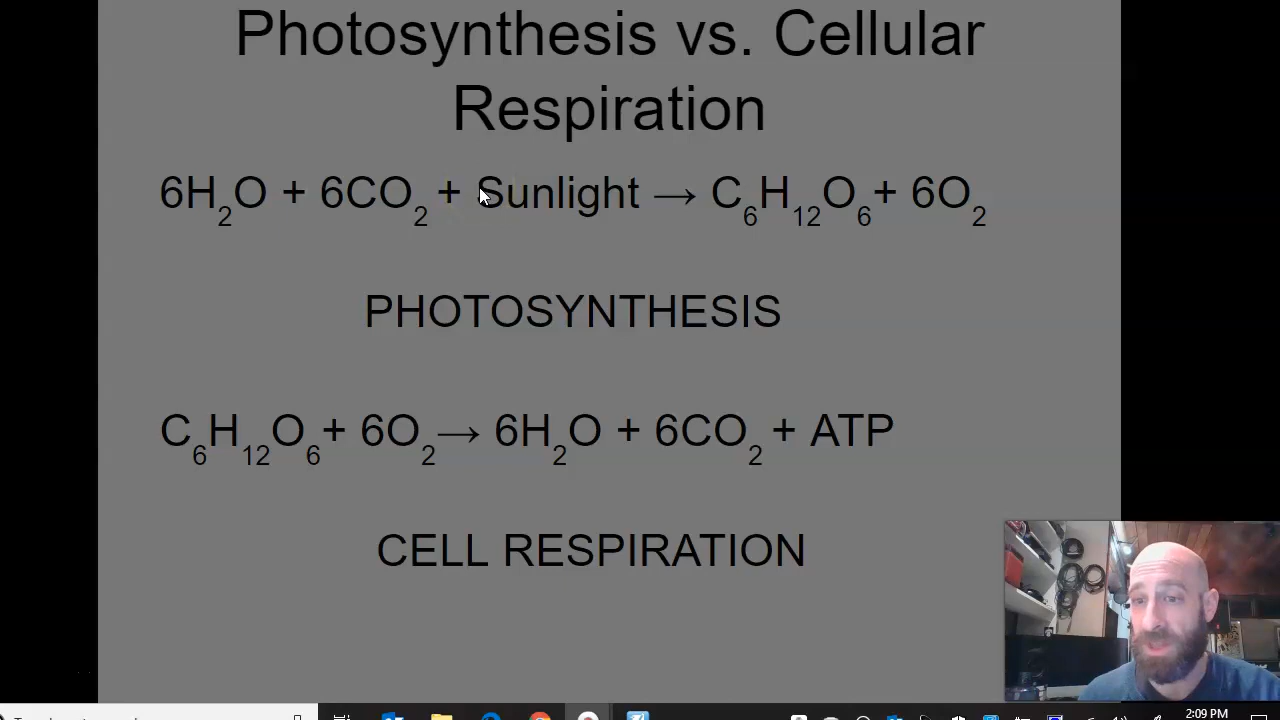 Photosynthesis vs. Cellular
Respiration
6H₂O + 6CO₂ + Sunlight → C₆H₁₂O₆+ 6O₂
PHOTOSYNTHESIS
C₆H₁₂O₆+ 6O₂→ 6H₂O + 6CO₂ + ATP
CELL RESPIRATION
2:09 PM